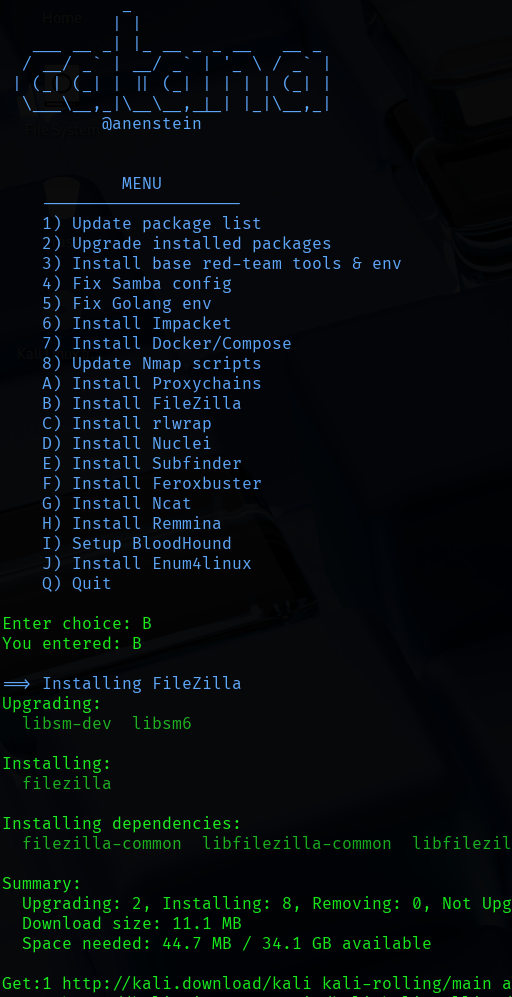 catana
@anenstein
MENU
1) Update package list
2) Upgrade installed packages
3) Install base red-team tools & env
4) Fix Samba config
5) Fix Golang env
6) Install Impacket
7) Install Docker/Compose
8) Update Nmap scripts
A) Install Proxychains
B) Install FileZilla
C) Install rlwrap
D) Install Nuclei
E) Install Subfinder
F) Install Feroxbuster
G) Install Ncat
H) Install Remmina
I) Setup BloodHound
J) Install Enum4linux
Q) Quit
Enter choice: B
You entered: B
==> Installing FileZilla
Upgrading:
libsm-dev libsm6
Installing:
filezilla
Installing dependencies:
filezilla-common libfilezilla-common libfilezil
Summary:
Upgrading: 2, Installing: 8, Removing: 0, Not Upg
Download size: 11.1 MB
Space needed: 44.7 MB / 34.1 GB available
Get:1 http://kali.download/kali kali-rolling/main a